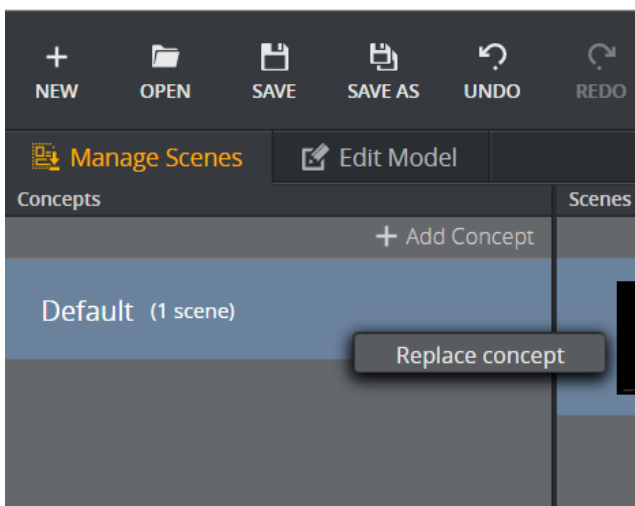 NEW OPEN SAVE SAVE AS UNDO REDO
Manage Scenes Edit Model
Concepts Scenes
Add Concept
Default (1 scene)
Replace concept